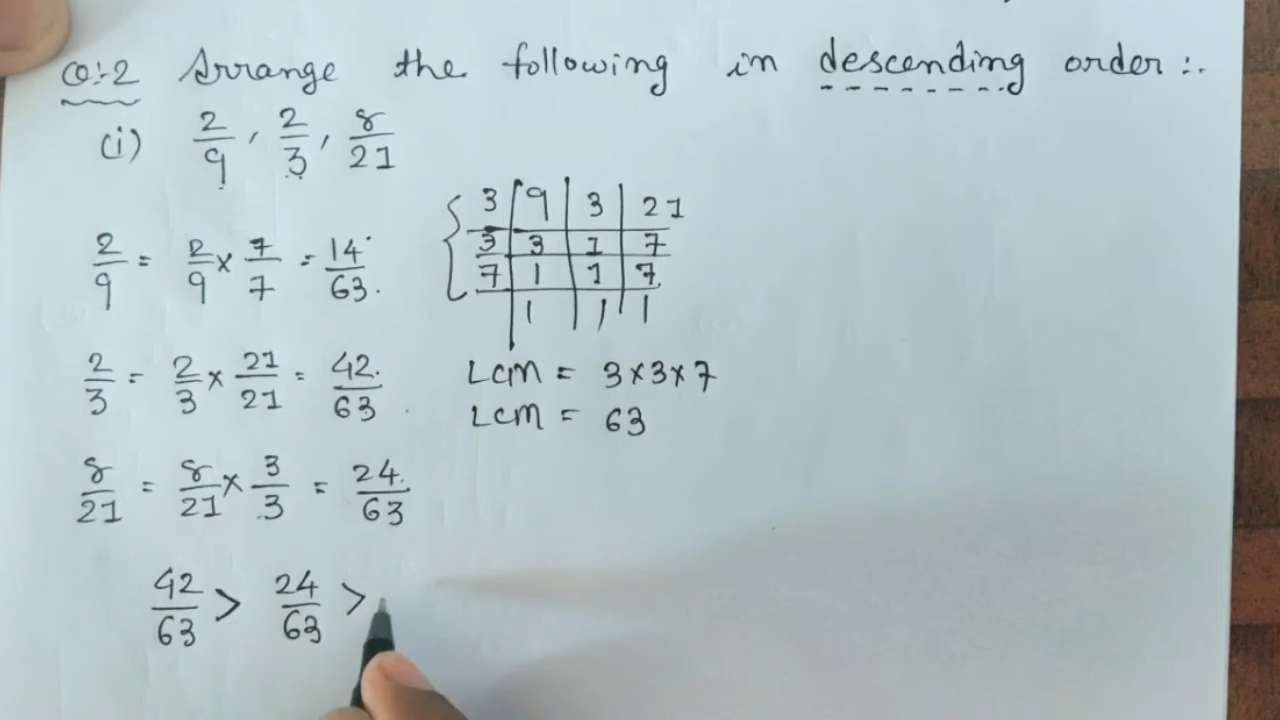 Q:-2 Arrange the following in descending order :.
(i) 2/9, 2/3, 8/21
2/9 = 2/9 × 7/7 = 14/63.
2/3 = 2/3 × 21/21 = 42/63.
8/21 = 8/21 × 3/3 = 24/63
42/63 > 24/63 >
3 | 9 | 3 | 21
3 | 3 | 1 | 7
7 | 1 | 1 | 7
| 1 | 1 | 1
LCM = 3×3×7
LCM = 63